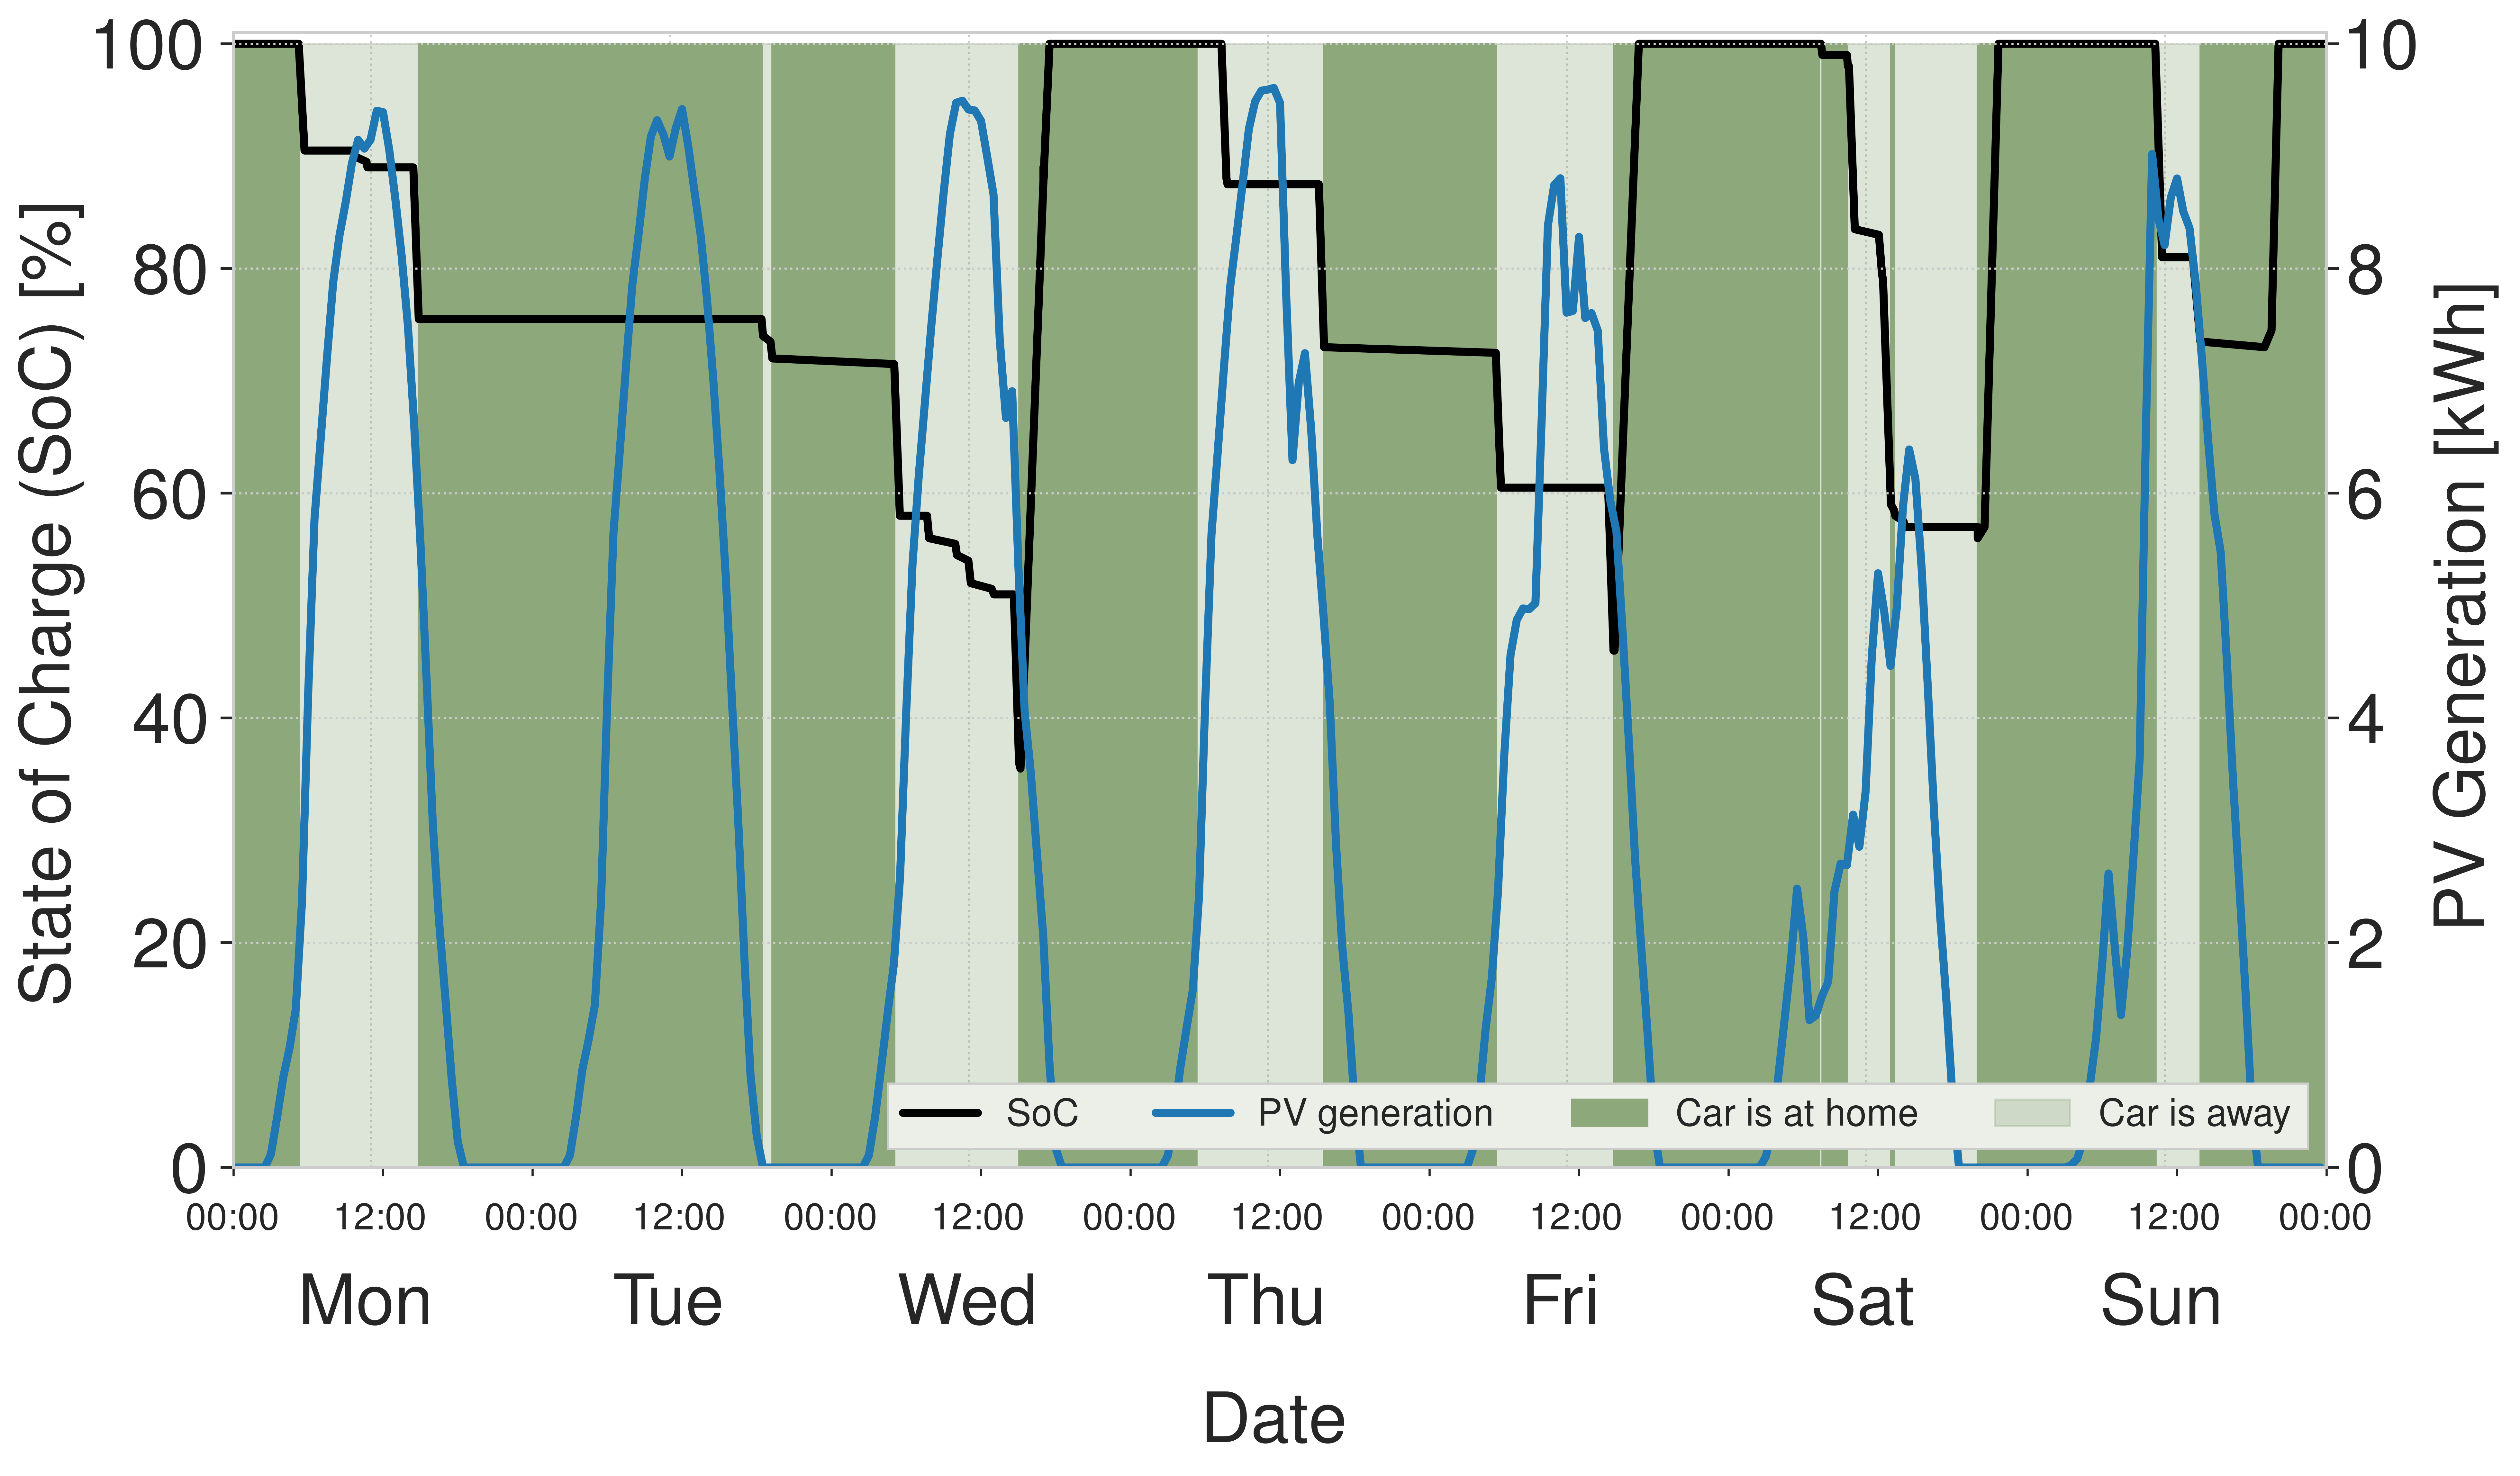 100
80
60
40
20
0
State of Charge (SoC) [%]
10
8
6
4
2
0
PV Generation [kWh]
SoC PV generation Car is at home Car is away
00:00 12:00 00:00 12:00 00:00 12:00 00:00 12:00 00:00 12:00 00:00 12:00 00:00 12:00 00:00
Mon Tue Wed Thu Fri Sat Sun
Date